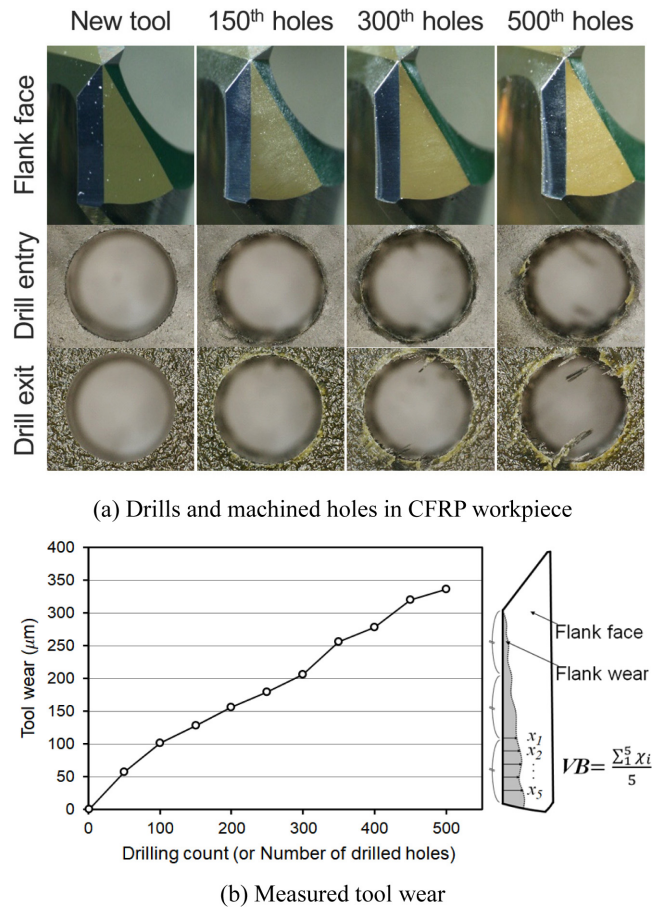 New tool 150th holes 300th holes 500th holes
Flank face
Drill entry
Drill exit
(a) Drills and machined holes in CFRP workpiece
400
350
300
250
200
150
100
50
0
Tool wear (μm)
0 100 200 300 400 500
Drilling count (or Number of drilled holes)
Flank face
Flank wear
x1
x2
⋮
x5
VB= ∑₁⁵ χi / 5
(b) Measured tool wear